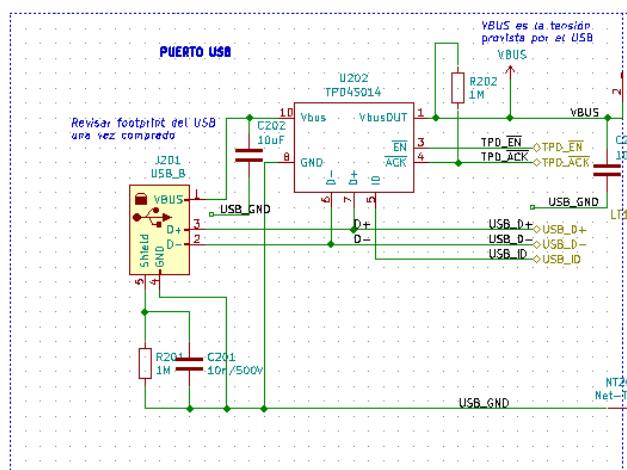 VBUS es la tensión
provista por el USB
PUERTO USB
VBUS
U202
TPD4S014
R202
1M
10 Vbus VbusOUT 1 VBUS 2
Revisar footprint del USB
una vez comprado
C202
10uF
EN 3 TPD_EN TPD_EN
8 GND ACK 4 TPD_ACK TPD_ACK
J201
USB_B
D- D+ ID
VBUS 1
6 7 5
USB_GND
USB_GND
D+ 3 D+ USB_D+ USB_D+
D- 2 D- USB_D- USB_D-
USB_ID USB_ID
Shield GND
5 4
R201 C201
1M 10n/500V
USB_GND